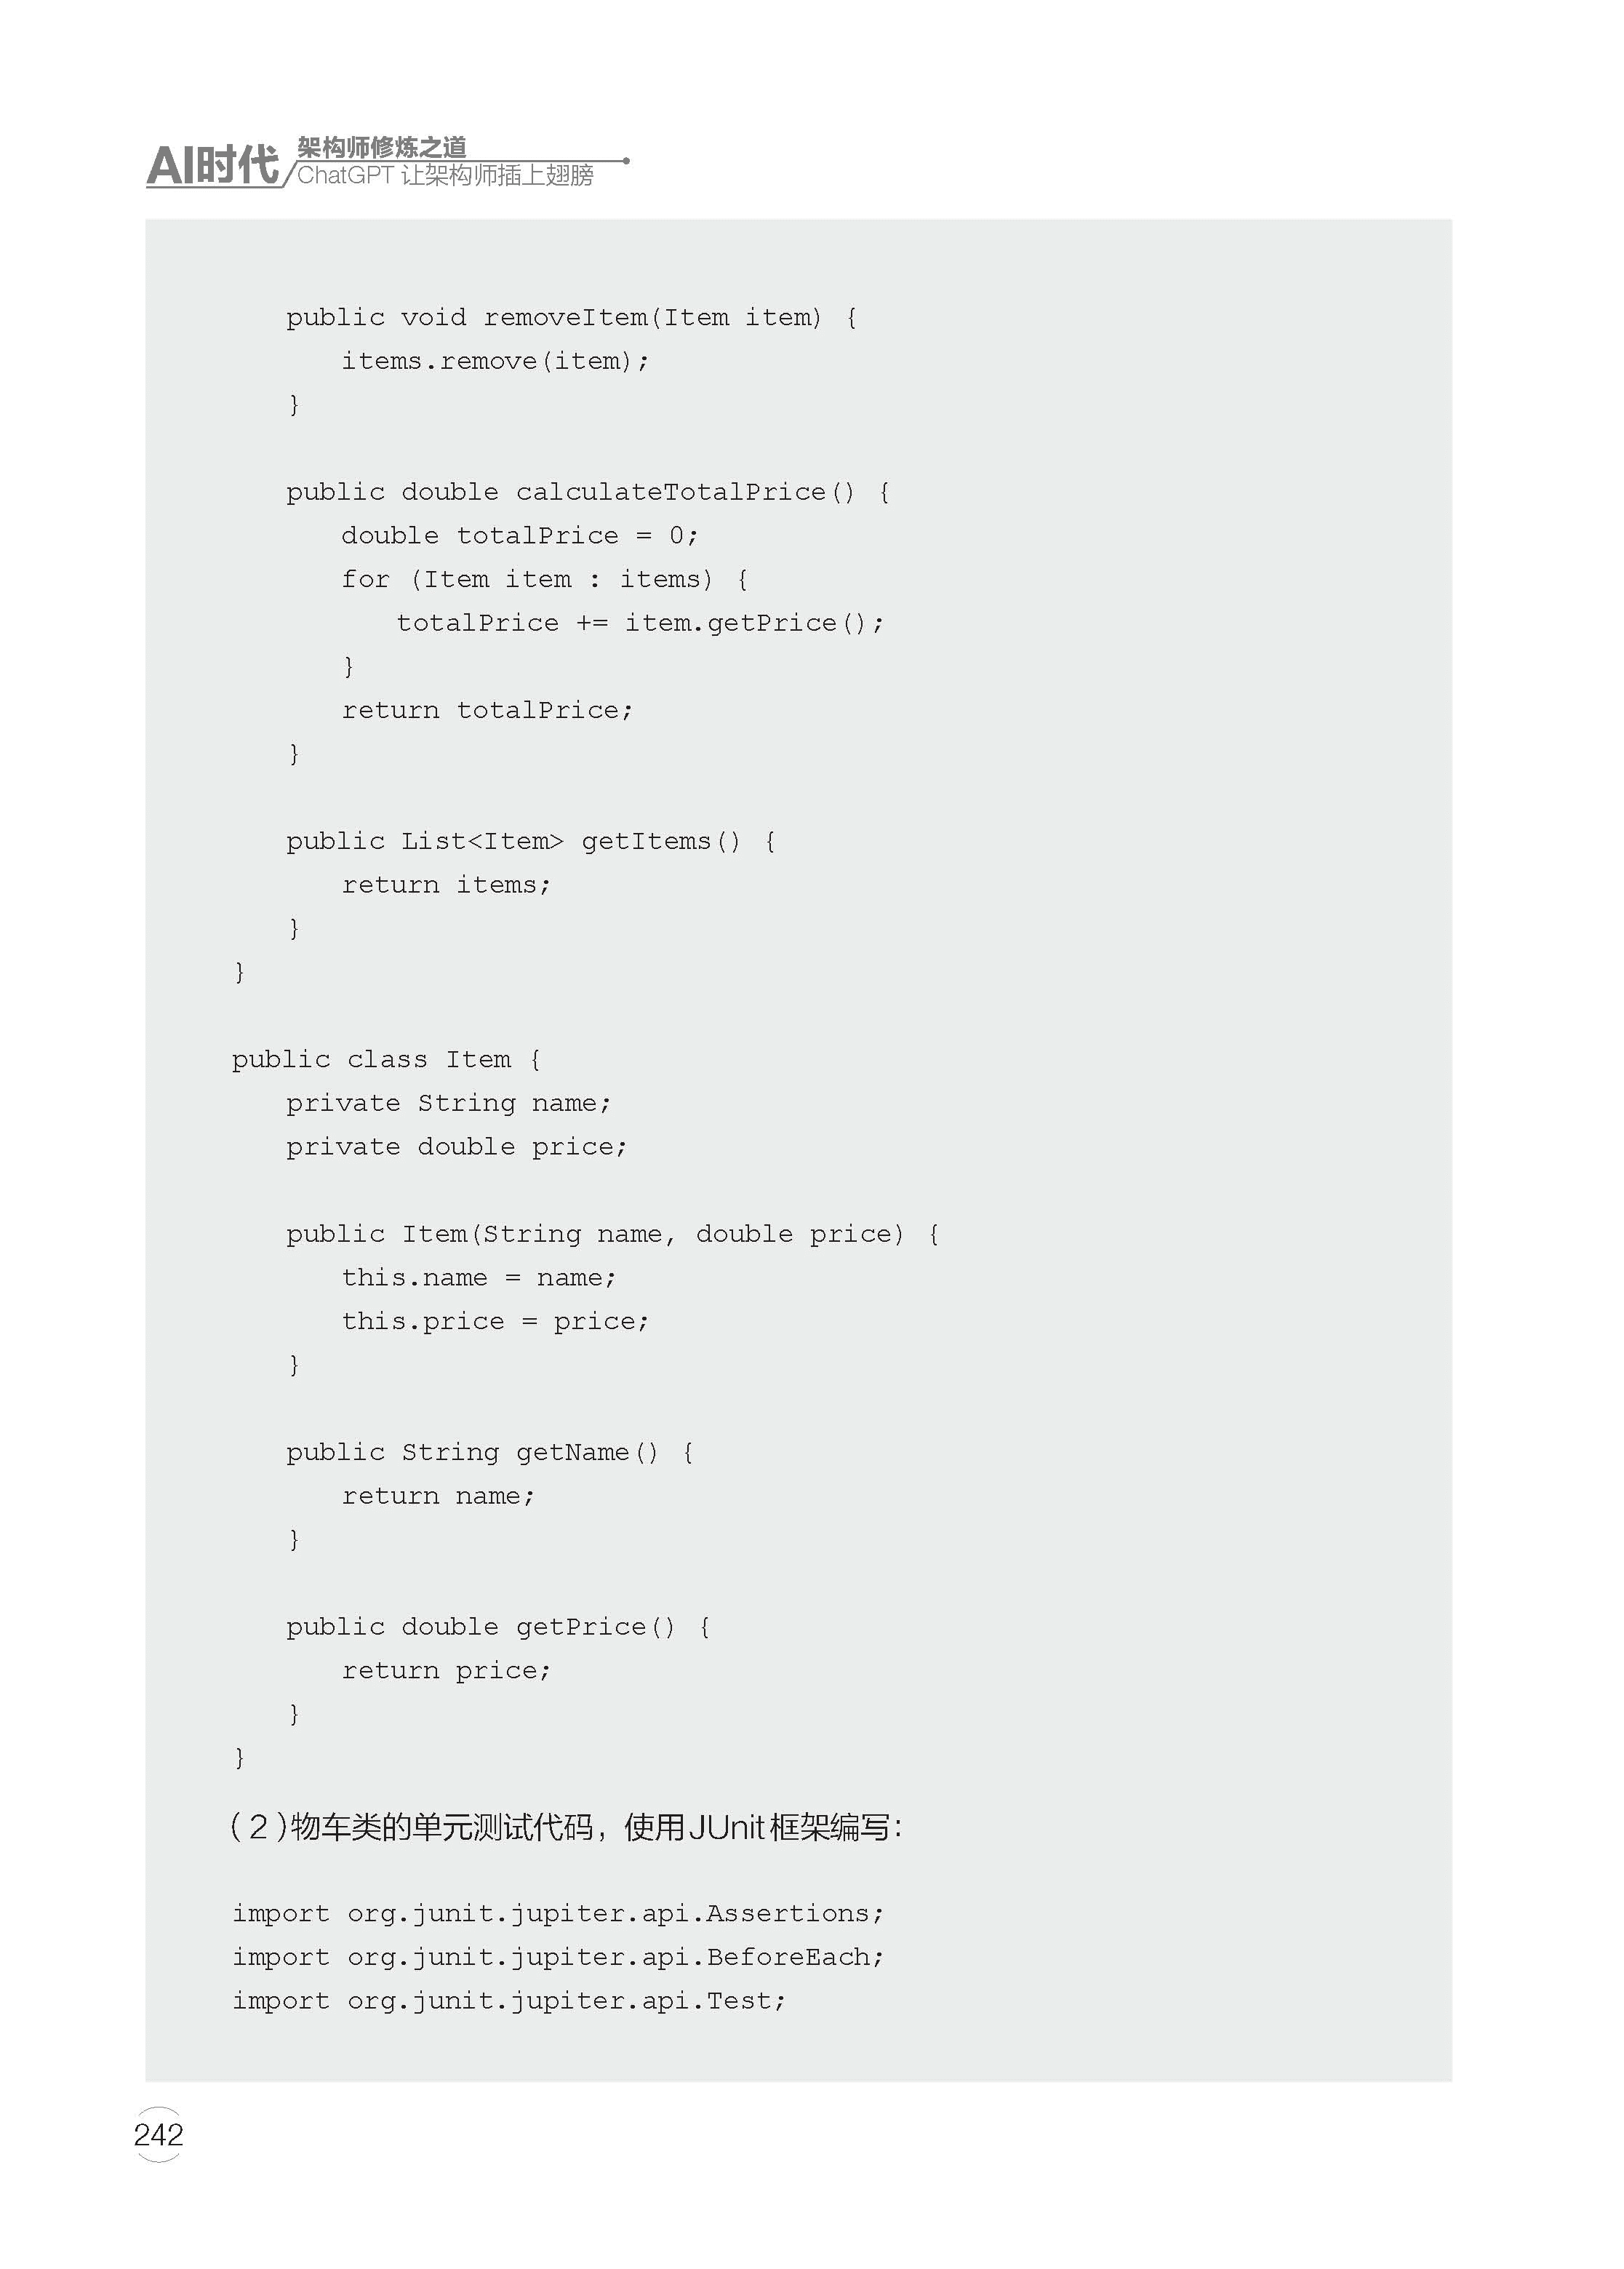 AI时代
架构师修炼之道
ChatGPT 让架构师插上翅膀
public void removeItem(Item item) {
items.remove(item);
}
public double calculateTotalPrice() {
double totalPrice = 0;
for (Item item : items) {
totalPrice += item.getPrice();
}
return totalPrice;
}
public List<Item> getItems() {
return items;
}
}
public class Item {
private String name;
private double price;
public Item(String name, double price) {
this.name = name;
this.price = price;
}
public String getName() {
return name;
}
public double getPrice() {
return price;
}
}
（2）物车类的单元测试代码，使用JUnit框架编写：
import org.junit.jupiter.api.Assertions;
import org.junit.jupiter.api.BeforeEach;
import org.junit.jupiter.api.Test;
242